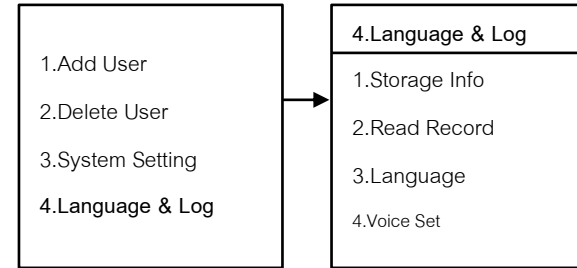 1.Add User
2.Delete User
3.System Setting
4.Language & Log
4.Language & Log
1.Storage Info
2.Read Record
3.Language
4.Voice Set